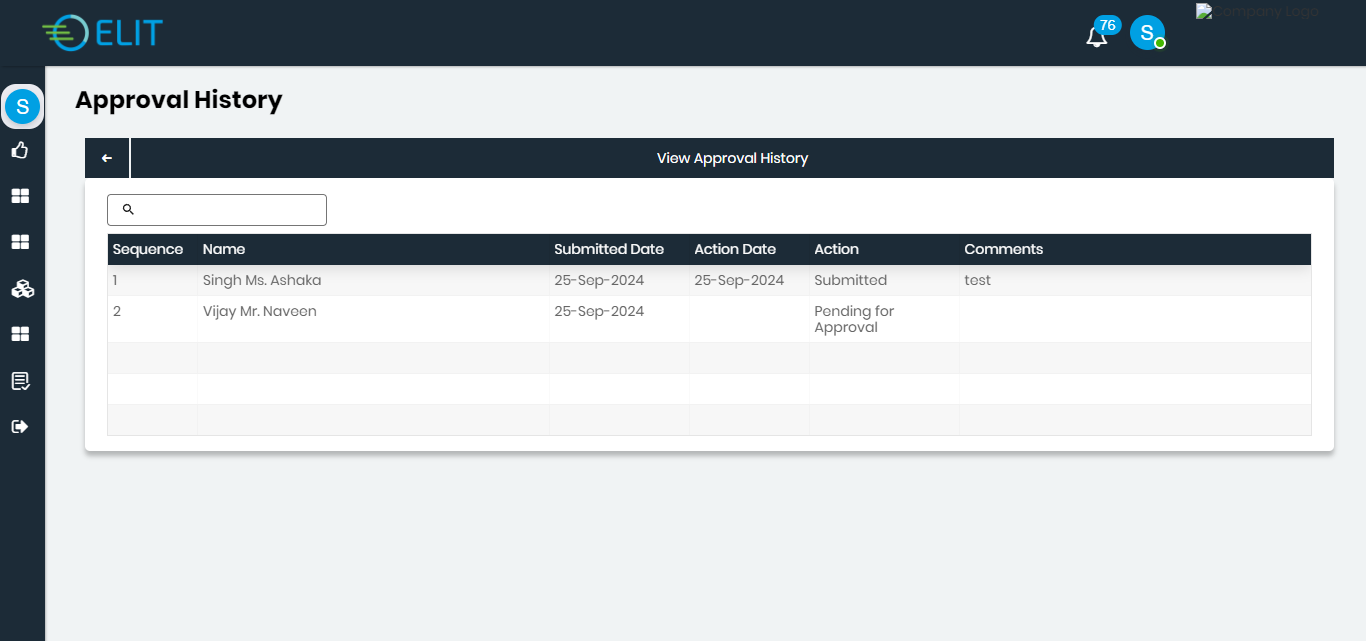 ELIT
76
S
Company Logo
S
Approval History
View Approval History
Sequence Name Submitted Date Action Date Action Comments
1 Singh Ms. Ashaka 25-Sep-2024 25-Sep-2024 Submitted test
2 Vijay Mr. Naveen 25-Sep-2024 Pending for
Approval